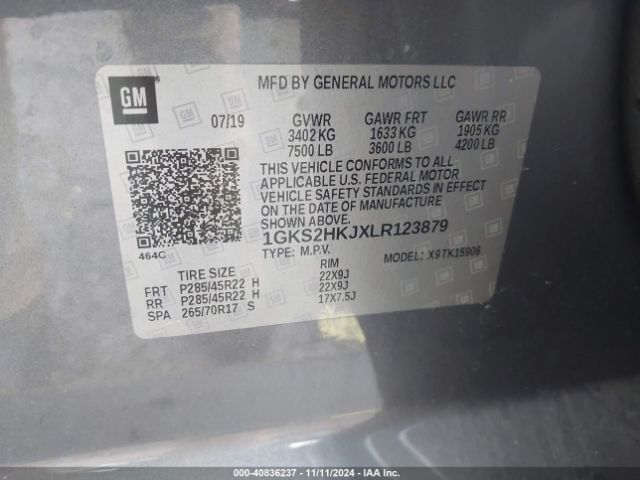 GM
MFD BY GENERAL MOTORS LLC
07/19 GVWR GAWR FRT GAWR RR
3402 KG 1633 KG 1905 KG
7500 LB 3600 LB 4200 LB
THIS VEHICLE CONFORMS TO ALL
APPLICABLE U.S. FEDERAL MOTOR
VEHICLE SAFETY STANDARDS IN EFFECT
ON THE DATE OF MANUFACTURE
SHOWN ABOVE.
1GKS2HKJXLR123879
TYPE: M.P.V. MODEL: X9TK15906
464C
TIRE SIZE RIM
FRT P285/45R22 H 22X9J
RR P285/45R22 H 22X9J
SPA 265/70R17 S 17X7.5J
000-40836237 - 11/11/2024 - IAA Inc.